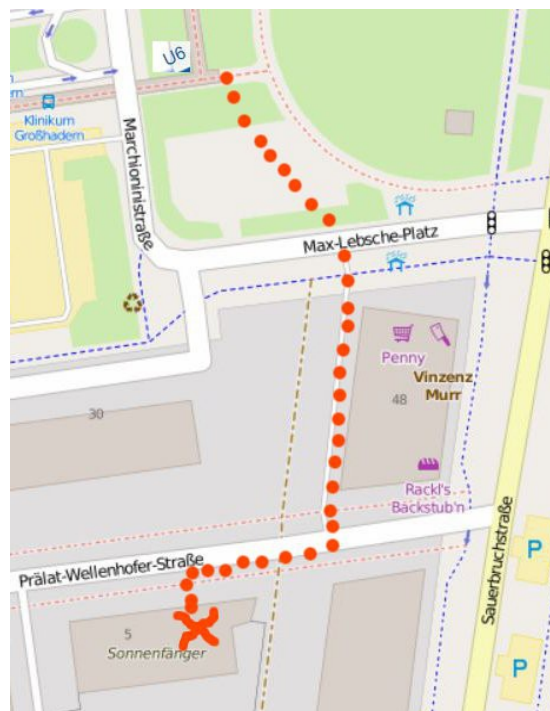 U6
Klinikum
Großhadern
Marchioninistraße
Max-Lebsche-Platz
Penny
Vinzenz
Murr
48
30
Rackl's
Backstub'n
Sauerbruchstraße
Prälat-Wellenhofer-Straße
P
5
Sonnenfänger
P